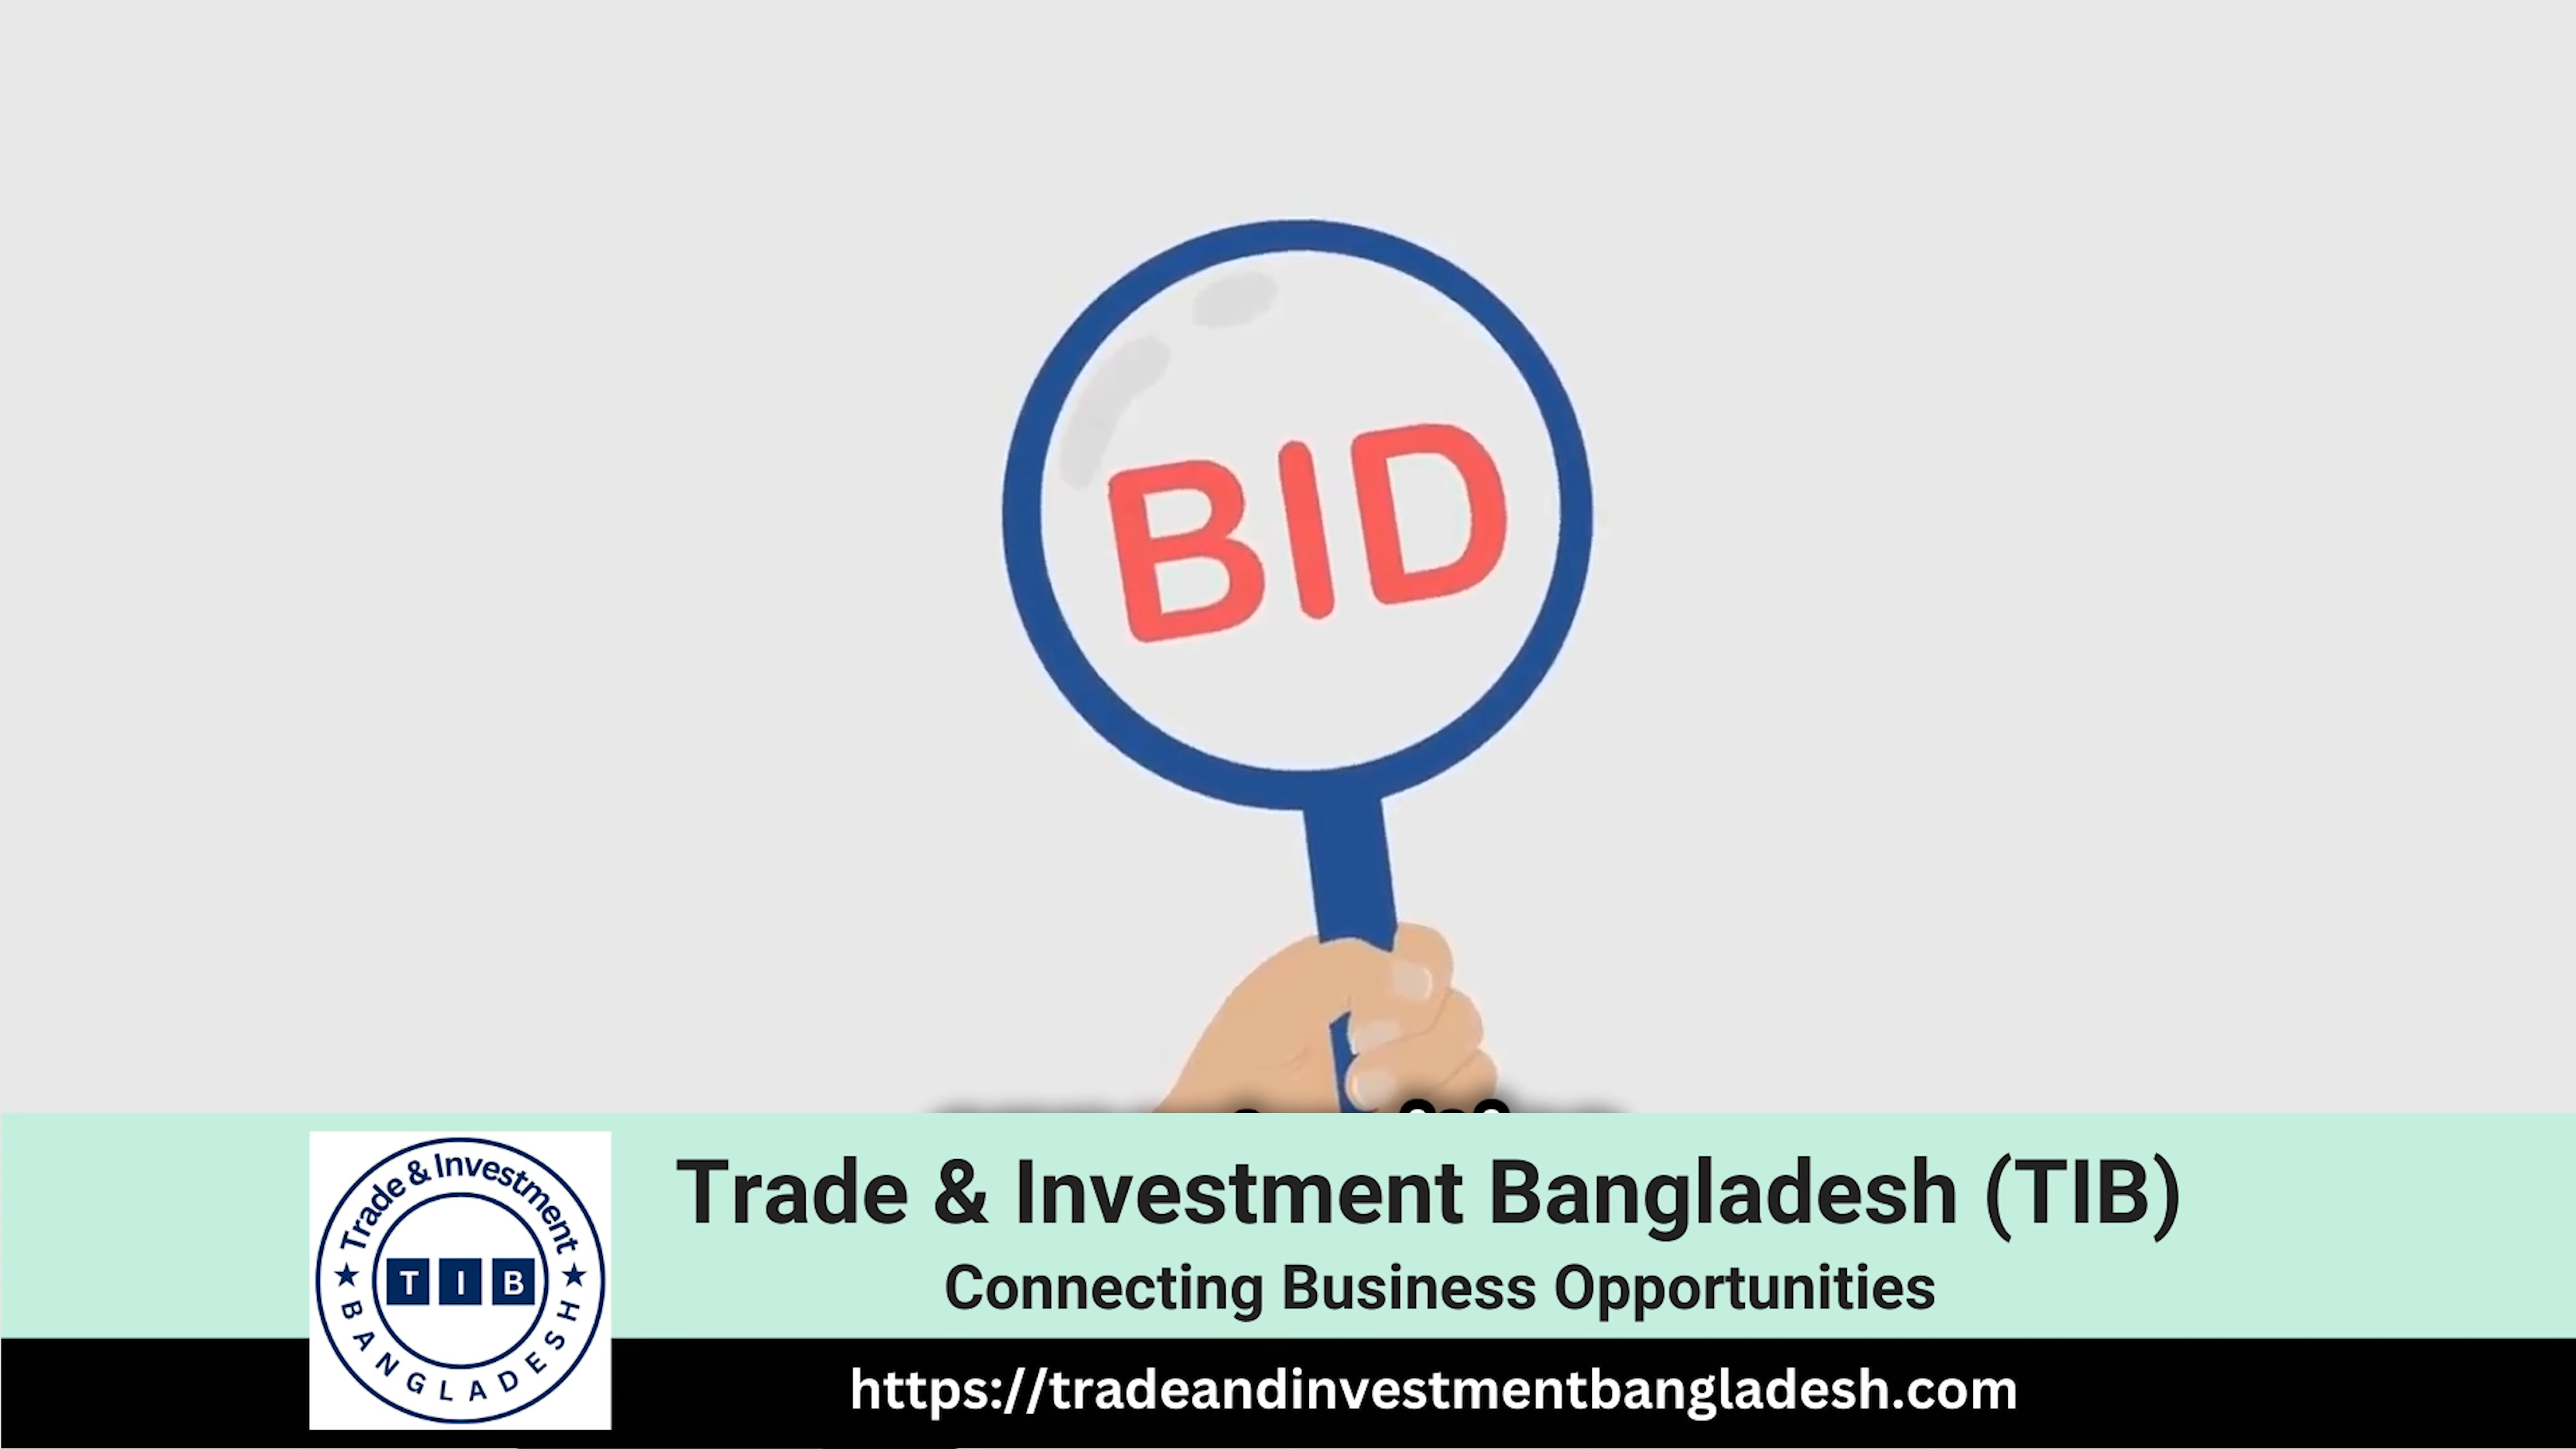 BID
Trade & Investment Bangladesh (TIB)
Connecting Business Opportunities
Trade & Investment
★ T I B ★
BANGLADESH
https://tradeandinvestmentbangladesh.com